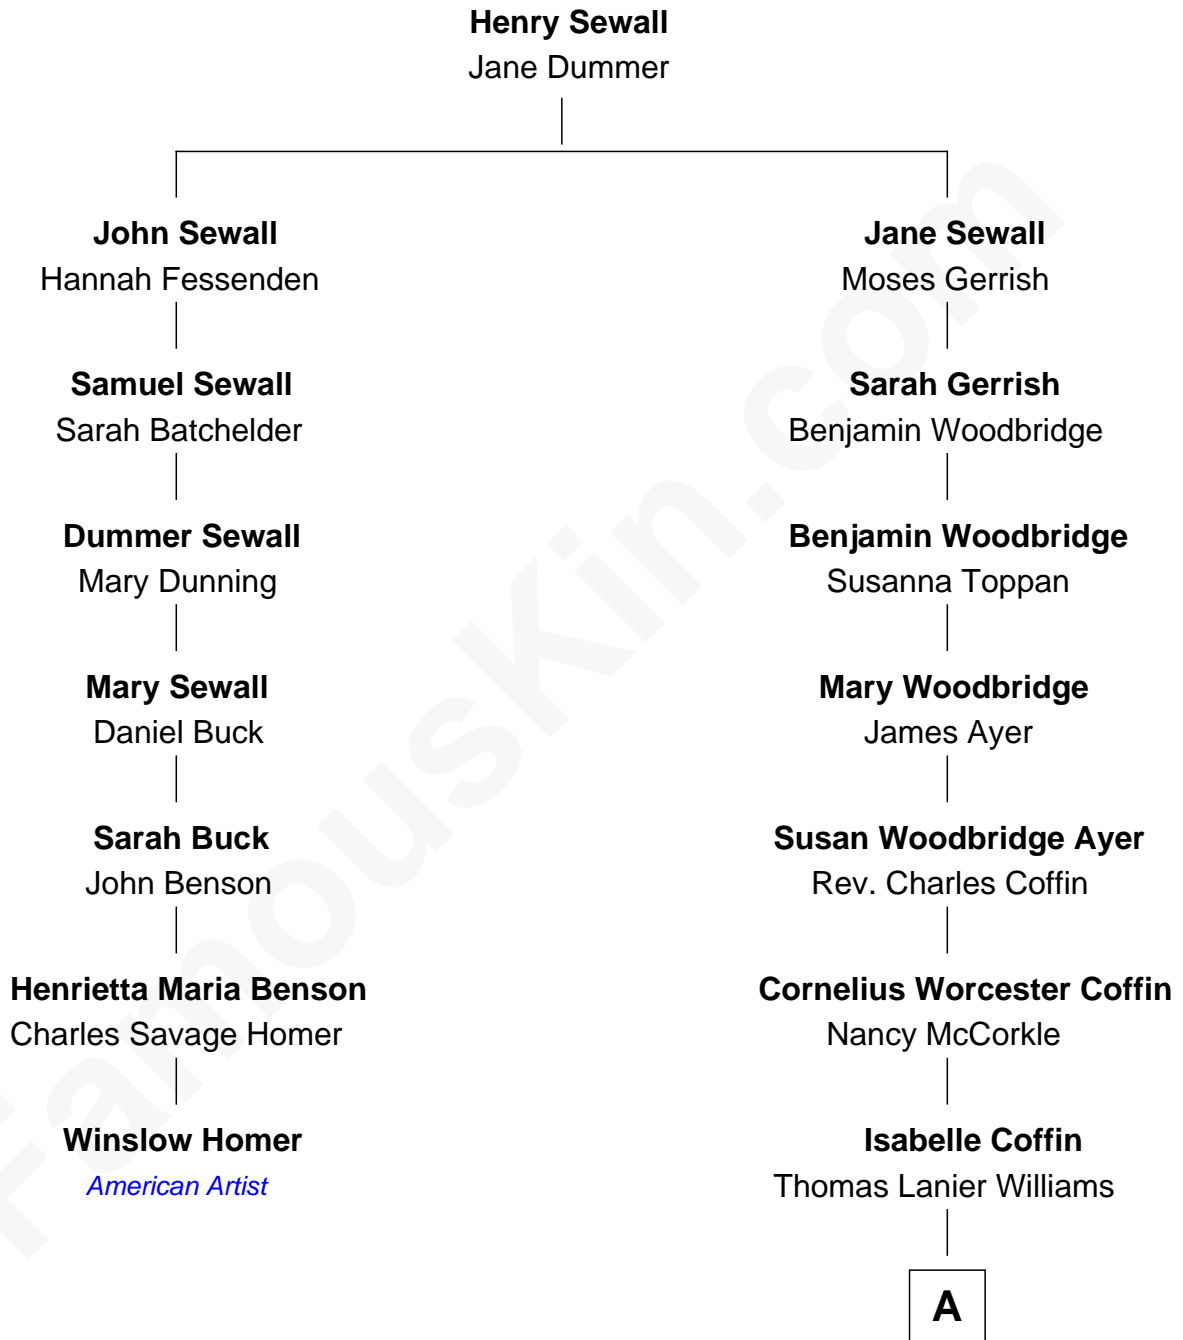 Henry Sewall
Jane Dummer
John Sewall
Hannah Fessenden
Jane Sewall
Moses Gerrish
Samuel Sewall
Sarah Batchelder
Sarah Gerrish
Benjamin Woodbridge
Dummer Sewall
Mary Dunning
Benjamin Woodbridge
Susanna Toppan
Mary Sewall
Daniel Buck
Mary Woodbridge
James Ayer
Sarah Buck
John Benson
Susan Woodbridge Ayer
Rev. Charles Coffin
Henrietta Maria Benson
Charles Savage Homer
Cornelius Worcester Coffin
Nancy McCorkle
Winslow Homer
American Artist
Isabelle Coffin
Thomas Lanier Williams
A
FamousKin.com